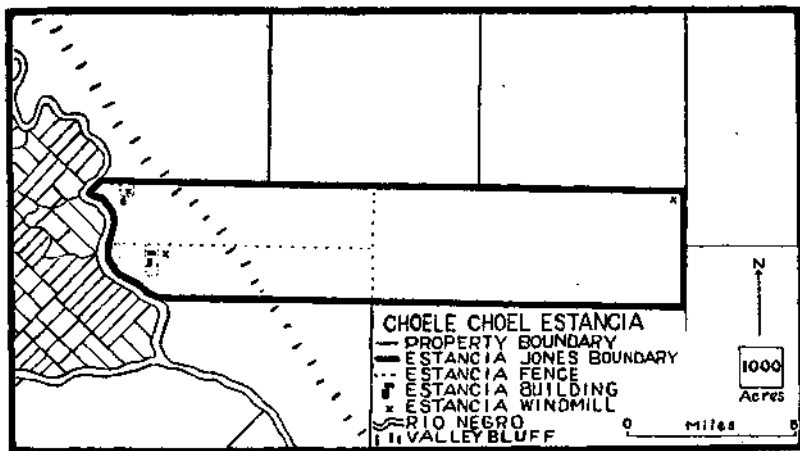 CHOELE CHOEL ESTANCIA
PROPERTY BOUNDARY
ESTANCIA JONES BOUNDARY
ESTANCIA FENCE
ESTANCIA BUILDING
x ESTANCIA WINDMILL
RIO NEGRO
VALLEY BLUFF
N
1000
Acres
0 Miles 5